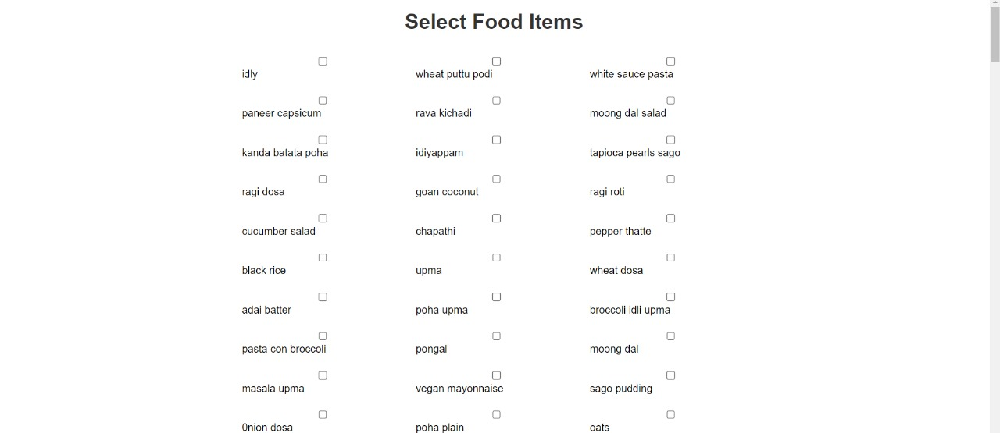 Select Food Items
idly
wheat puttu podi
white sauce pasta
paneer capsicum
rava kichadi
moong dal salad
kanda batata poha
idiyappam
tapioca pearls sago
ragi dosa
goan coconut
ragi roti
cucumber salad
chapathi
pepper thatte
black rice
upma
wheat dosa
adai batter
poha upma
broccoli idli upma
pasta con broccoli
pongal
moong dal
masala upma
vegan mayonnaise
sago pudding
0nion dosa
poha plain
oats